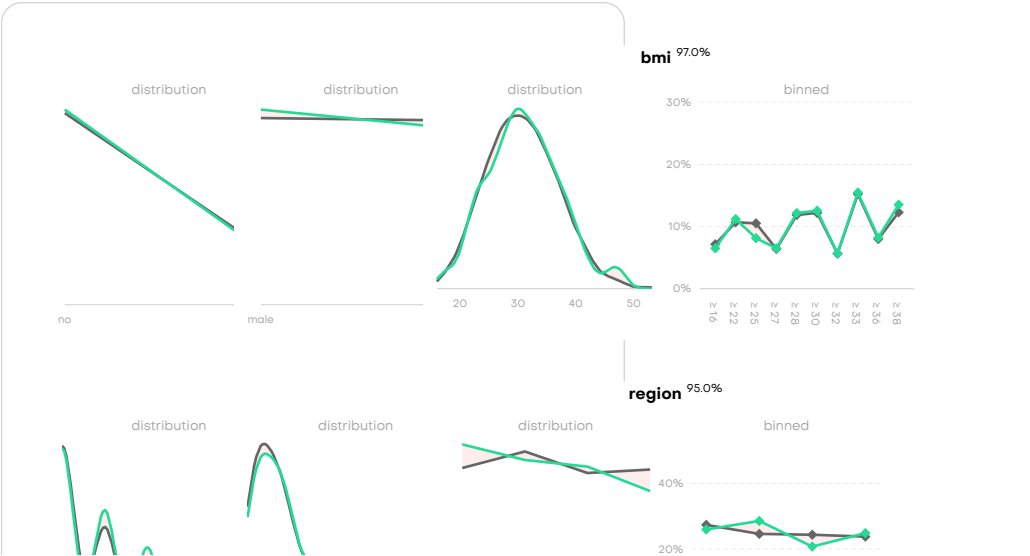 bmi 97.0%
distribution
distribution
distribution
binned
30%
20%
10%
0%
no
male
20
30
40
50
≥ 16
≥ 22
≥ 25
≥ 27
≥ 28
≥ 30
≥ 32
≥ 33
≥ 36
≥ 38
region 95.0%
distribution
distribution
distribution
binned
40%
20%